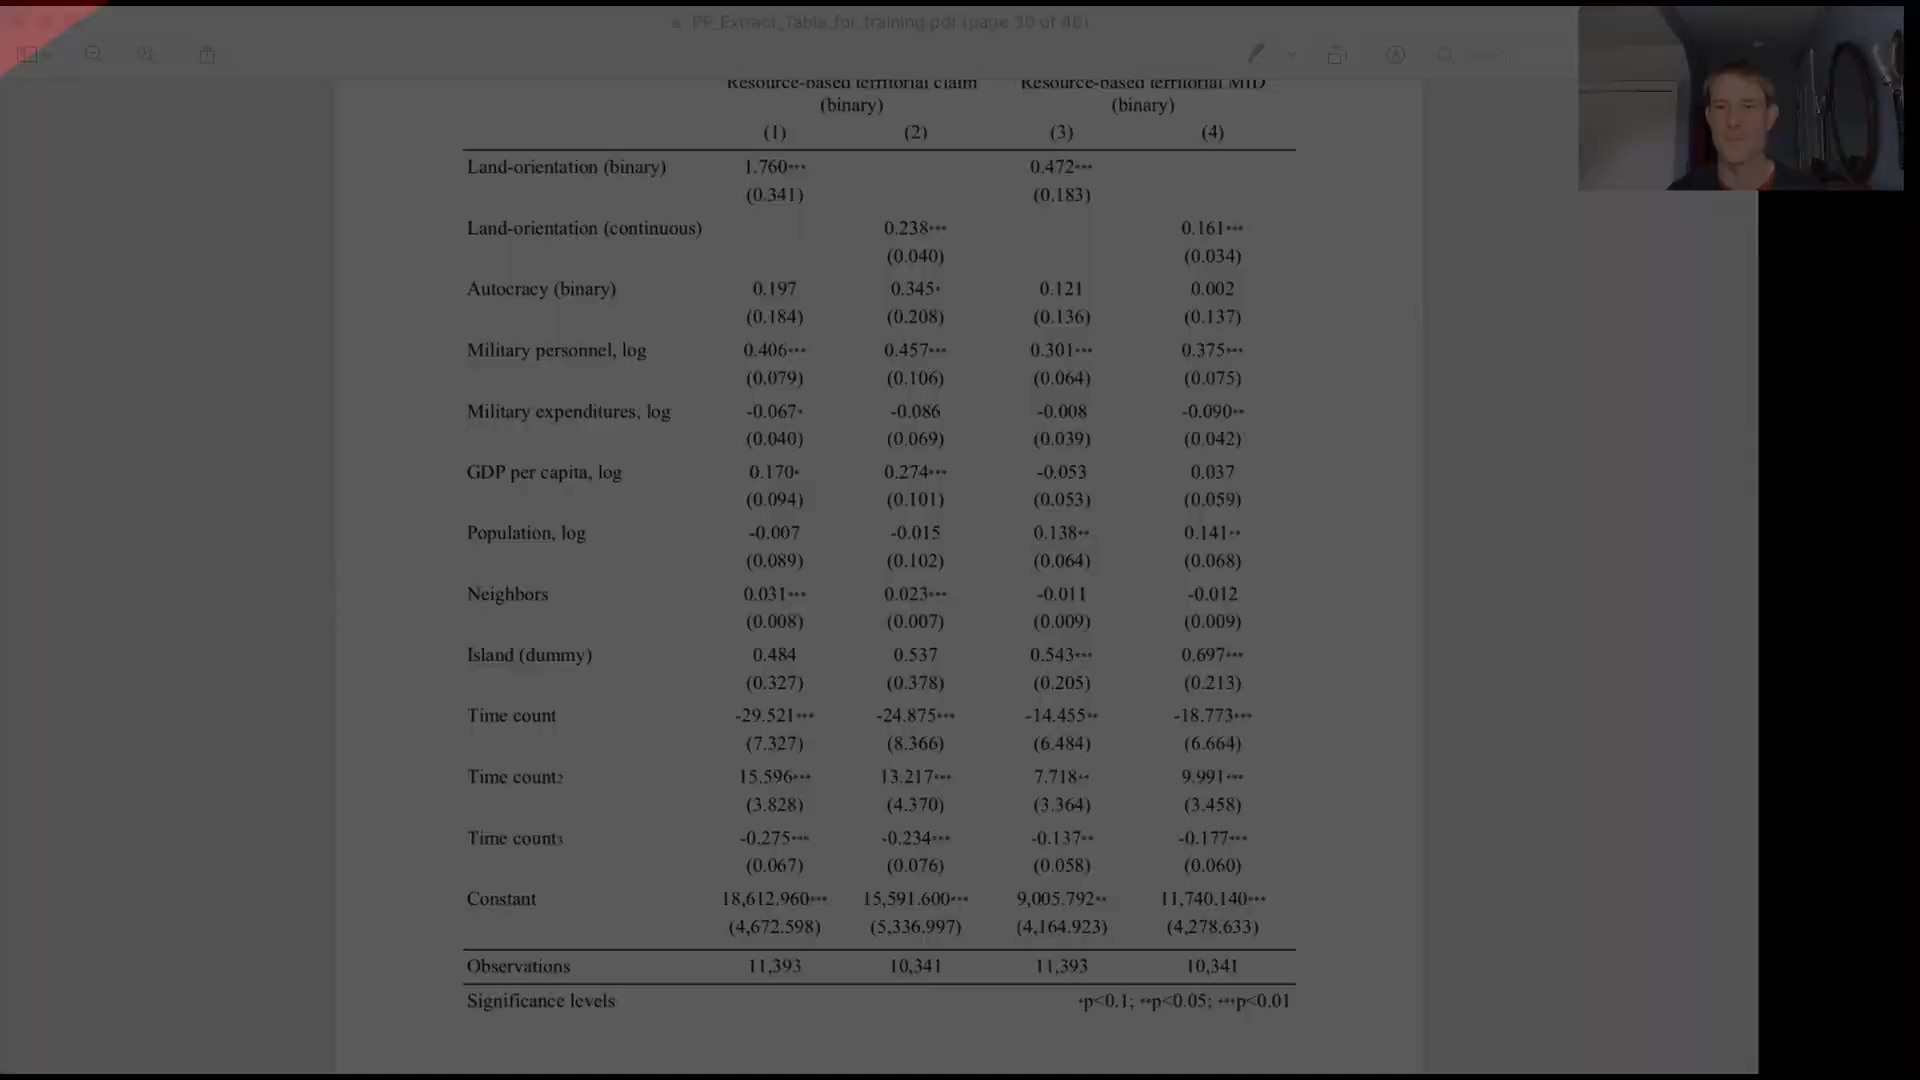 PP_Extract_Table_for_training.pdf (page 30 of 46)
Search
Resource-based territorial claim Resource-based territorial MID
(binary) (binary)
(1) (2) (3) (4)
Land-orientation (binary) 1.760*** 0.472***
(0.341) (0.183)
Land-orientation (continuous) 0.238*** 0.161***
(0.040) (0.034)
Autocracy (binary) 0.197 0.345* 0.121 0.002
(0.184) (0.208) (0.136) (0.137)
Military personnel, log 0.406*** 0.457*** 0.301*** 0.375***
(0.079) (0.106) (0.064) (0.075)
Military expenditures, log -0.067* -0.086 -0.008 -0.090**
(0.040) (0.069) (0.039) (0.042)
GDP per capita, log 0.170* 0.274*** -0.053 0.037
(0.094) (0.101) (0.053) (0.059)
Population, log -0.007 -0.015 0.138** 0.141**
(0.089) (0.102) (0.064) (0.068)
Neighbors 0.031*** 0.023*** -0.011 -0.012
(0.008) (0.007) (0.009) (0.009)
Island (dummy) 0.484 0.537 0.543*** 0.697***
(0.327) (0.378) (0.205) (0.213)
Time count -29.521*** -24.875*** -14.455** -18.773***
(7.327) (8.366) (6.484) (6.664)
Time count2 15.596*** 13.217*** 7.718** 9.991***
(3.828) (4.370) (3.364) (3.458)
Time count3 -0.275*** -0.234*** -0.137** -0.177***
(0.067) (0.076) (0.058) (0.060)
Constant 18,612.960*** 15,591.600*** 9,005.792** 11,740.140***
(4,672.598) (5,336.997) (4,164.923) (4,278.633)
Observations 11,393 10,341 11,393 10,341
Significance levels *p<0.1; **p<0.05; ***p<0.01